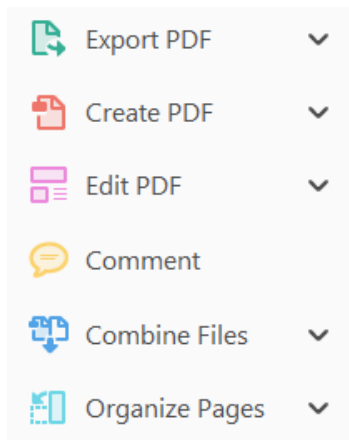 Export PDF
Create PDF
Edit PDF
Comment
Combine Files
Organize Pages